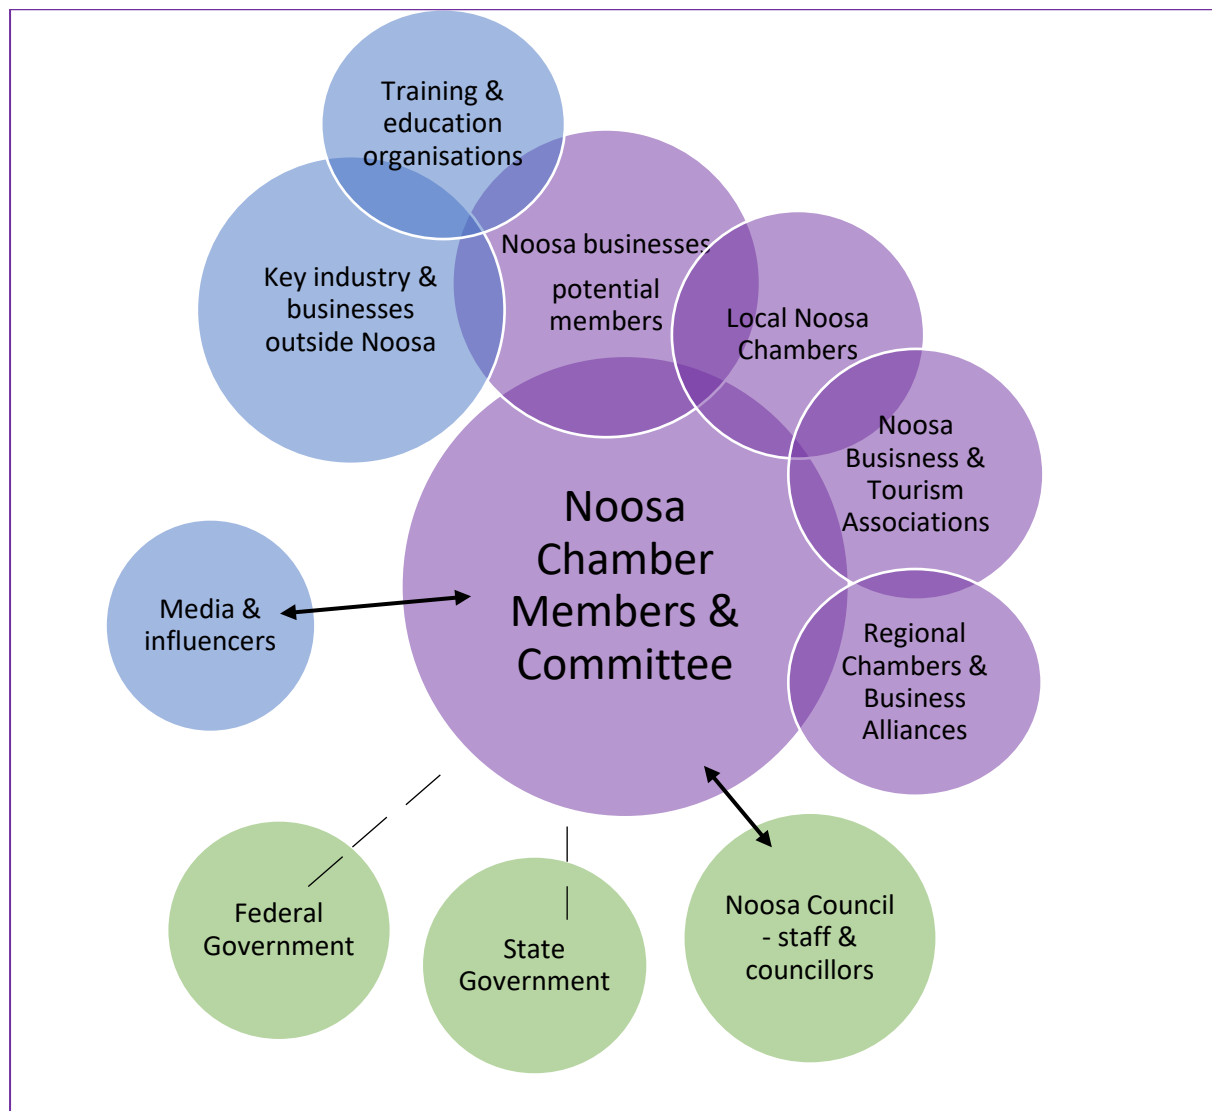 Training &
education
organisations
Noosa businesses
potential
members
Key industry &
businesses
outside Noosa
Local Noosa
Chambers
Noosa
Busisness &
Tourism
Associations
Noosa
Chamber
Members &
Committee
Media &
influencers
Regional
Chambers &
Business
Alliances
Federal
Government
State
Government
Noosa Council
- staff &
councillors